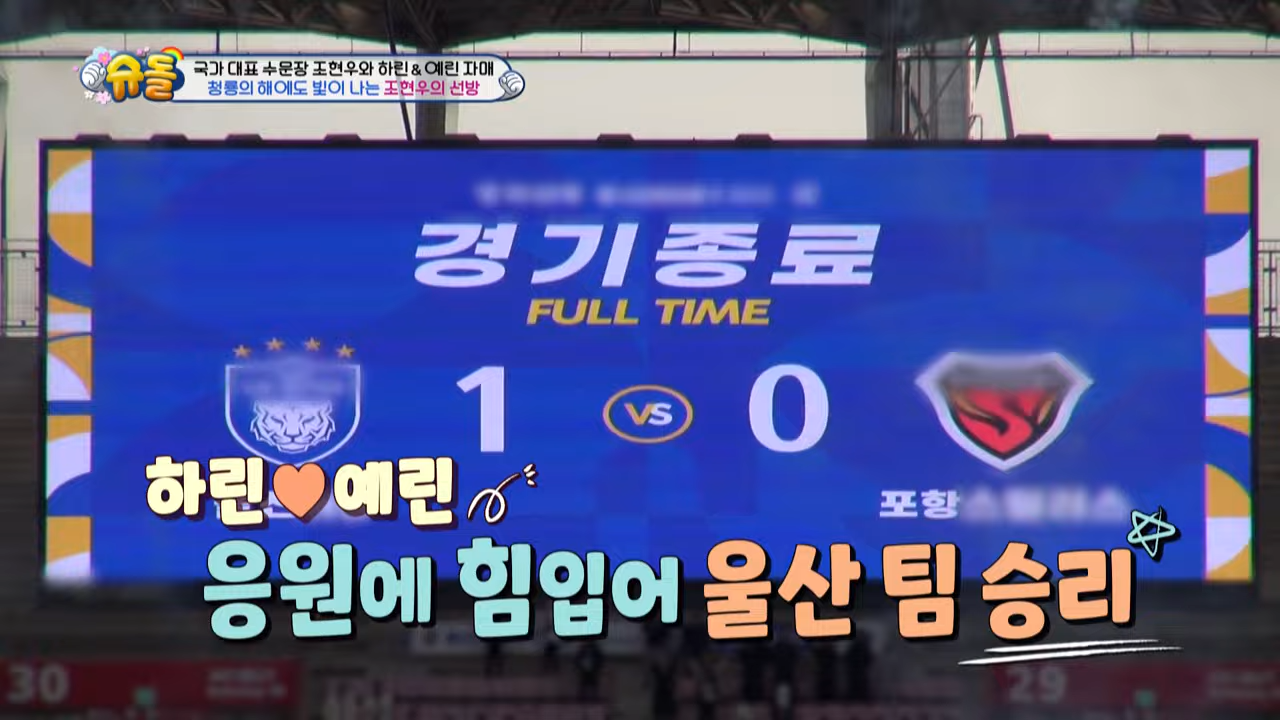 슈돌
국가 대표 수문장 조현우와 하린 & 예린 자매
청룡의 해에도 빛이 나는 조현우의 선방
경기종료
FULL TIME
1 VS 0
하린♥예린
포항
응원에 힘입어 울산 팀 승리
30
29